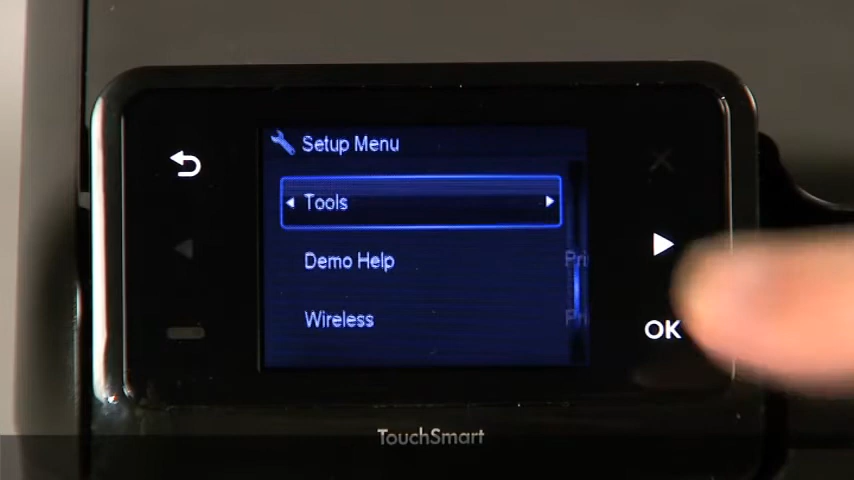 Setup Menu
Tools
Demo Help
Wireless
OK
TouchSmart